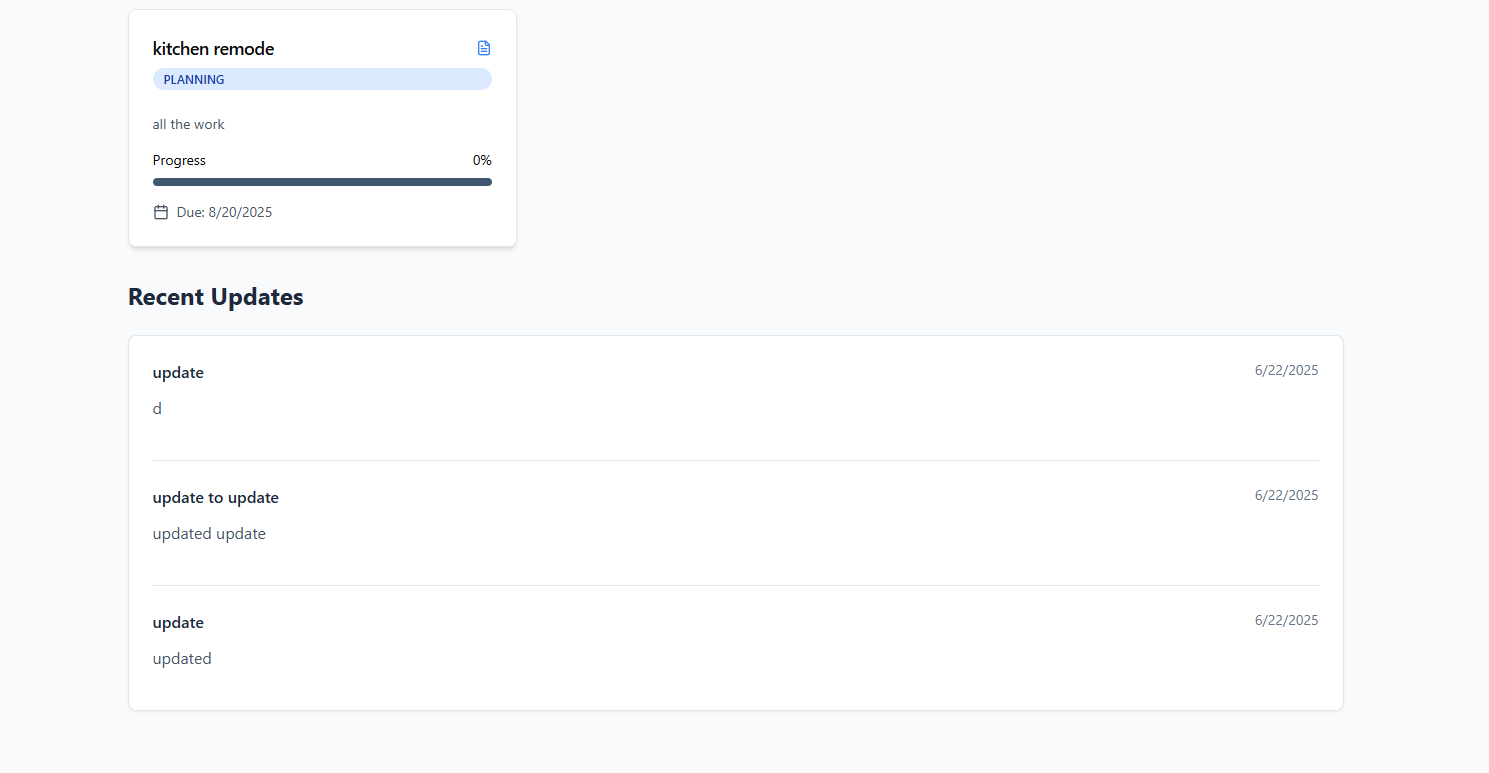 kitchen remode
PLANNING
all the work
Progress 0%
Due: 8/20/2025
Recent Updates
update 6/22/2025
d
update to update 6/22/2025
updated update
update 6/22/2025
updated